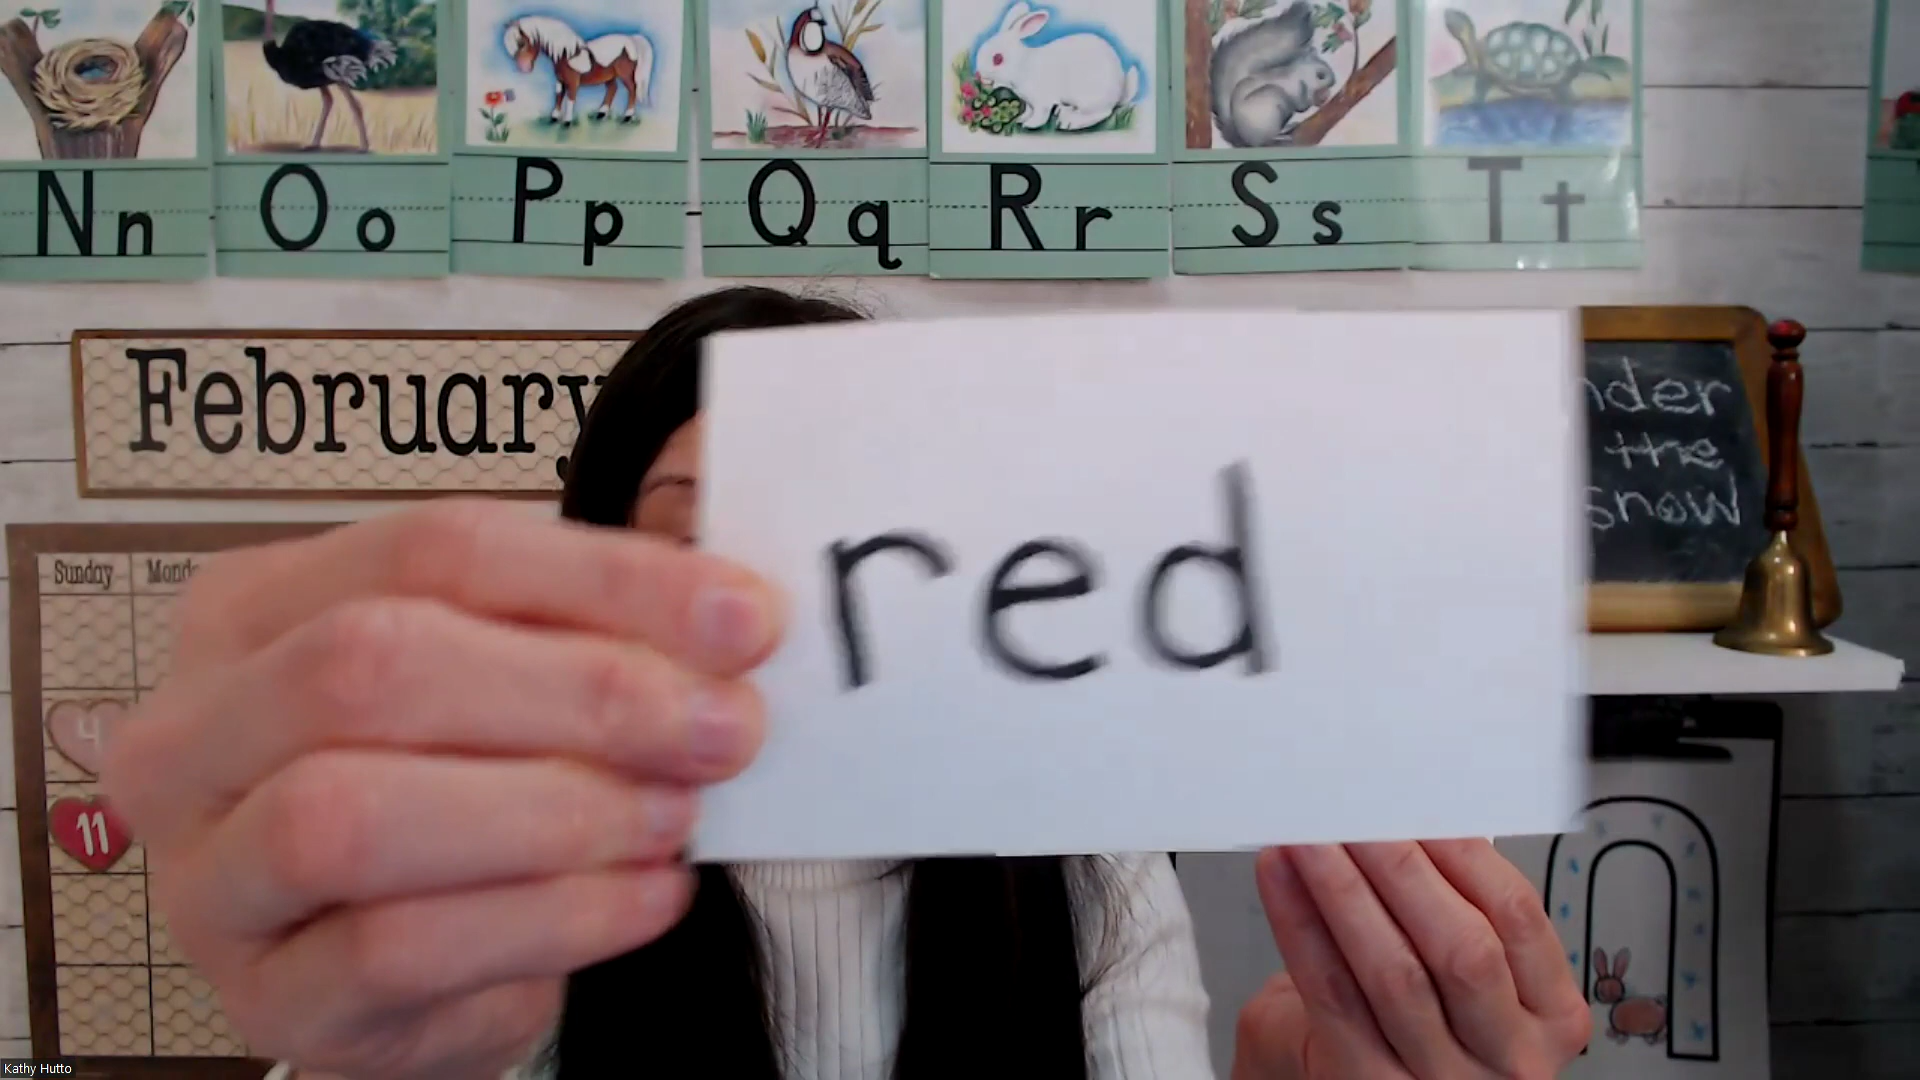 Nn Oo Pp Qq Rr Ss Tt
February
red
nder
the
snow
Sunday Monda
4
11
Kathy Hutto